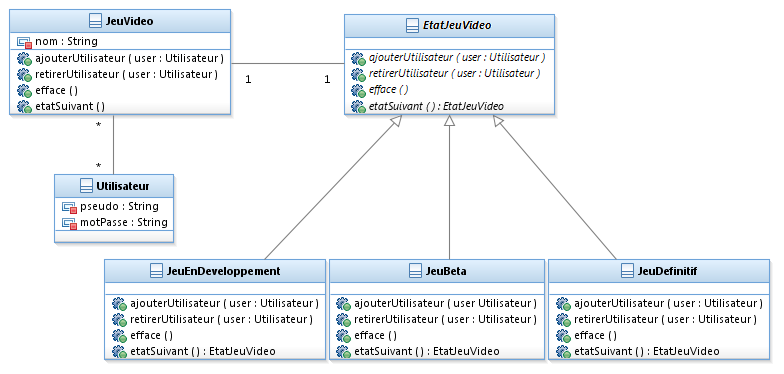 JeuVideo
nom : String
ajouterUtilisateur ( user : Utilisateur )
retirerUtilisateur ( user : Utilisateur )
efface ( )
etatSuivant ( )
EtatJeuVideo
ajouterUtilisateur ( user : Utilisateur )
retirerUtilisateur ( user : Utilisateur )
efface ( )
etatSuivant ( ) : EtatJeuVideo
1
1
*
*
Utilisateur
pseudo : String
motPasse : String
JeuEnDeveloppement
ajouterUtilisateur ( user : Utilisateur )
retirerUtilisateur ( user : Utilisateur )
efface ( )
etatSuivant ( ) : EtatJeuVideo
JeuBeta
ajouterUtilisateur ( user : Utilisateur )
retirerUtilisateur ( user : Utilisateur )
efface ( )
etatSuivant ( ) : EtatJeuVideo
JeuDefinitif
ajouterUtilisateur ( user : Utilisateur )
retirerUtilisateur ( user : Utilisateur )
efface ( )
etatSuivant ( ) : EtatJeuVideo